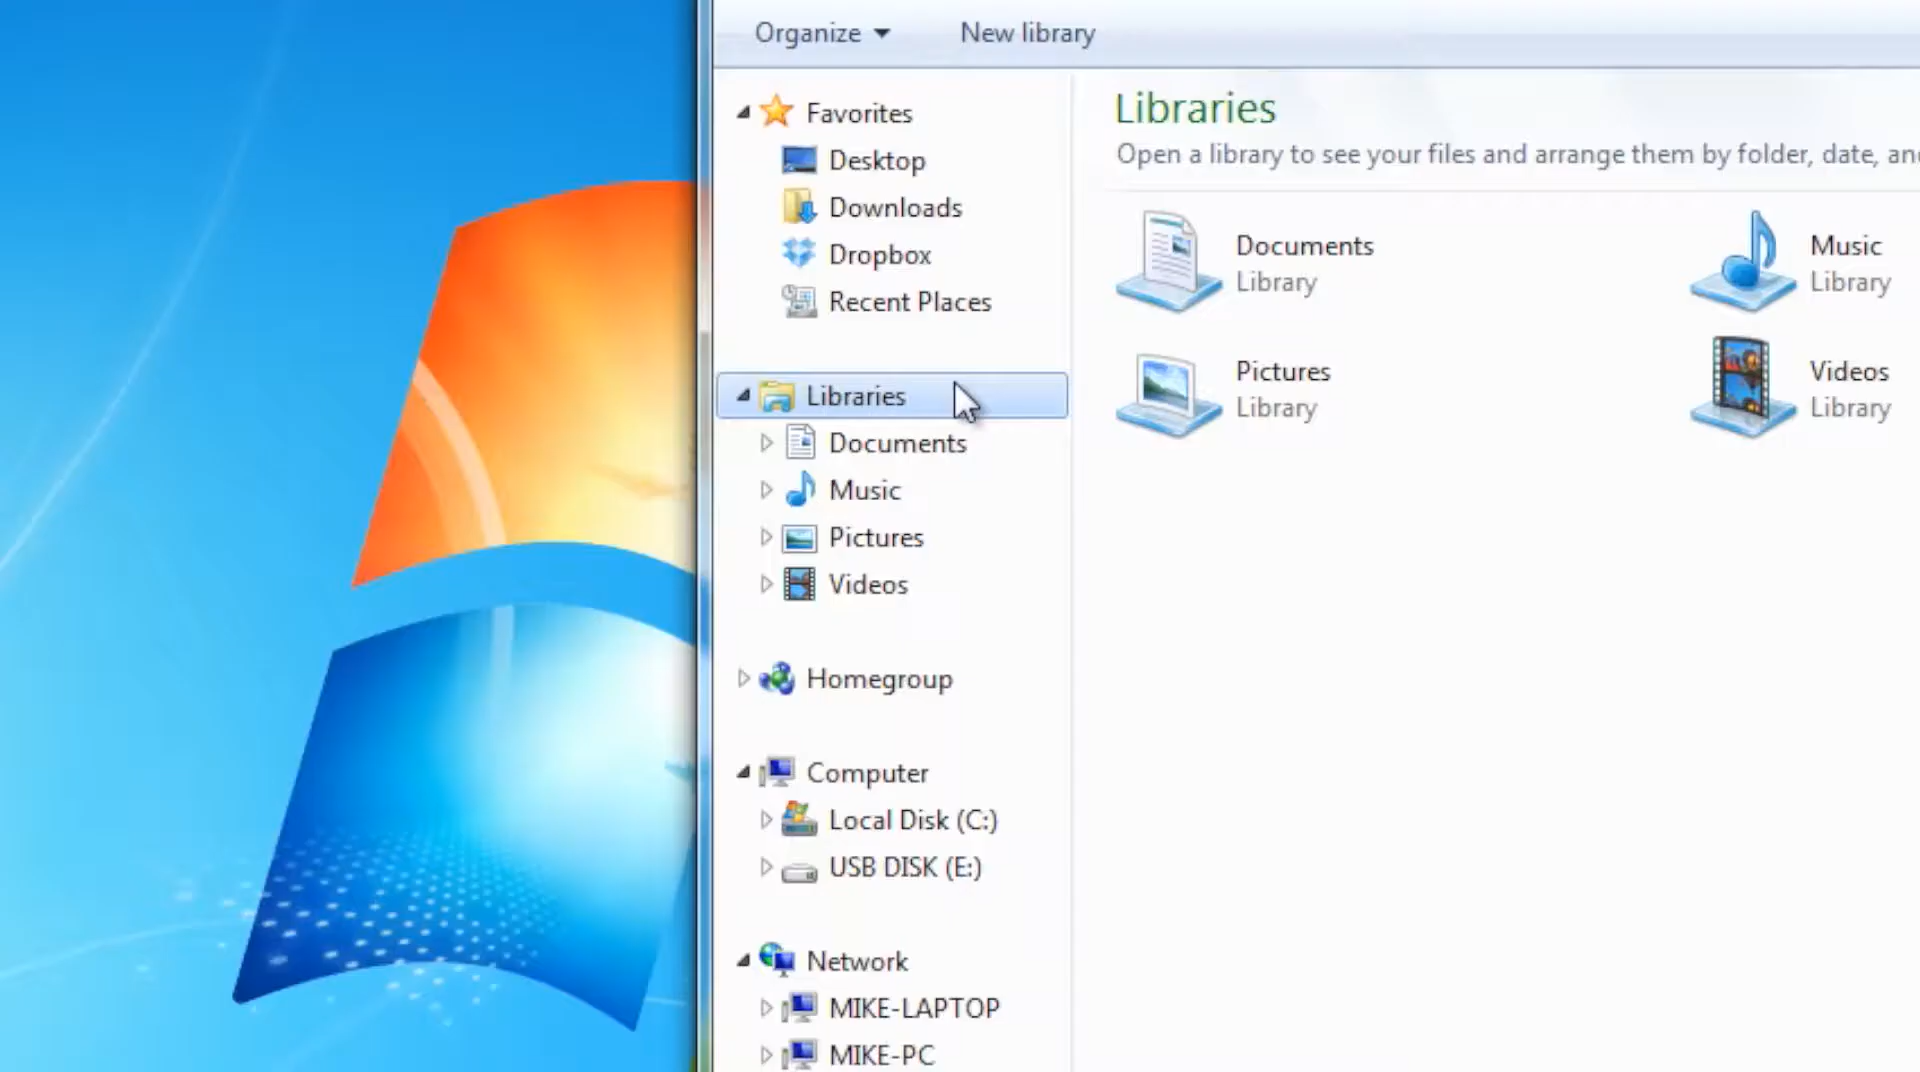 Organize
New library
Favorites
Desktop
Downloads
Dropbox
Recent Places
Libraries
Documents
Music
Pictures
Videos
Homegroup
Computer
Local Disk (C:)
USB DISK (E:)
Network
MIKE-LAPTOP
MIKE-PC
Libraries
Open a library to see your files and arrange them by folder, date, an
Documents
Library
Music
Library
Pictures
Library
Videos
Library